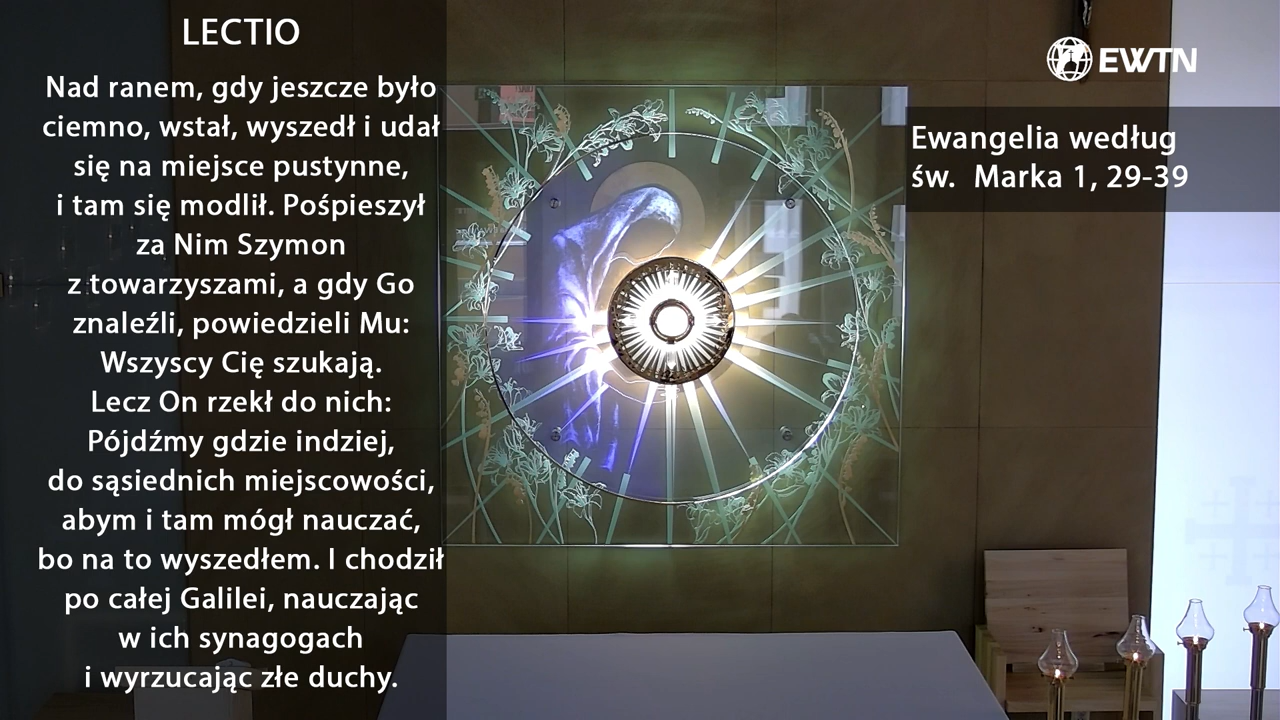 LECTIO
Nad ranem, gdy jeszcze było
ciemno, wstał, wyszedł i udał
się na miejsce pustynne,
i tam się modlił. Pośpieszył
za Nim Szymon
z towarzyszami, a gdy Go
znaleźli, powiedzieli Mu:
Wszyscy Cię szukają.
Lecz On rzekł do nich:
Pójdźmy gdzie indziej,
do sąsiednich miejscowości,
abym i tam mógł nauczać,
bo na to wyszedłem. I chodził
po całej Galilei, nauczając
w ich synagogach
i wyrzucając złe duchy.
EWTN
Ewangelia według
św. Marka 1, 29-39